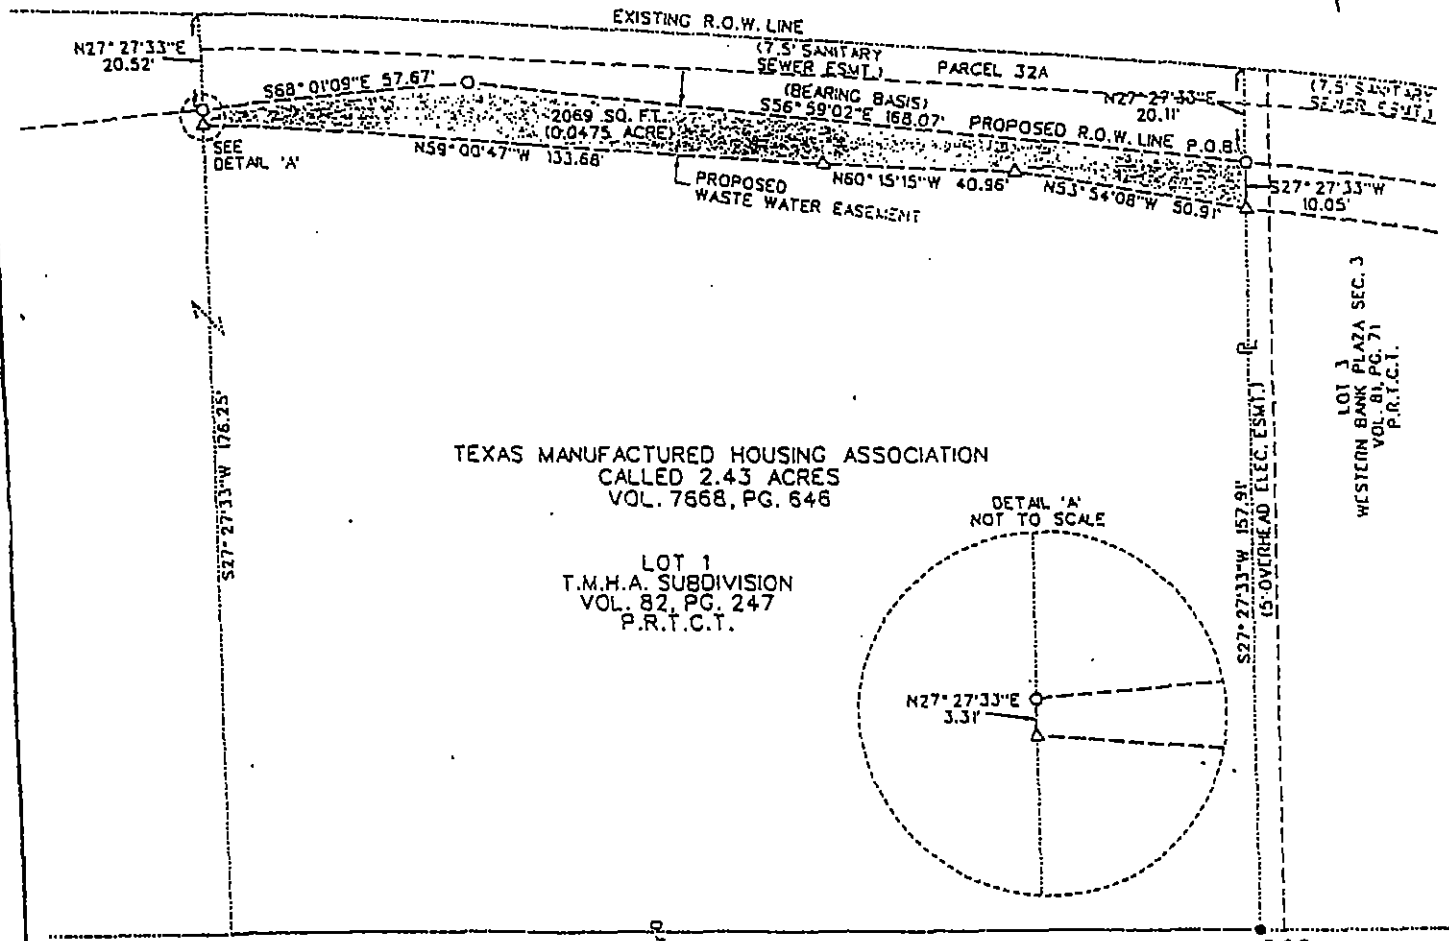 EXISTING R.O.W. LINE
N27° 27'33"E
20.52'
(7.5' SANITARY
SEWER ESMT.)
PARCEL 32A
(7.5' SANITARY
SEWER ESMT.)
S68° 01'09"E 57.67'
(BEARING BASIS)
S56° 59'02"E 168.07'
N27° 27'33"E
20.11'
2069 SQ. FT.
(0.0475 ACRE)
PROPOSED R.O.W. LINE P.O.B.
SEE
DETAIL 'A'
N59° 00'47"W 133.68'
PROPOSED
WASTE WATER EASEMENT
N60° 15'15"W 40.96'
N53° 54'08"W 50.91'
S27° 27'33"W
10.05'
S27° 27'33"W 176.25'
TEXAS MANUFACTURED HOUSING ASSOCIATION
CALLED 2.43 ACRES
VOL. 7668, PG. 646
LOT 1
T.M.H.A. SUBDIVISION
VOL. 82, PG. 247
P.R.T.C.T.
DETAIL 'A'
NOT TO SCALE
N27° 27'33"E
3.31'
S27° 27'33"W 157.91'
(5' OVERHEAD ELEC. ESMT.)
LOT 3
WESTERN BANK PLAZA SEC. 3
VOL. 81, PG. 71
P.R.T.C.T.